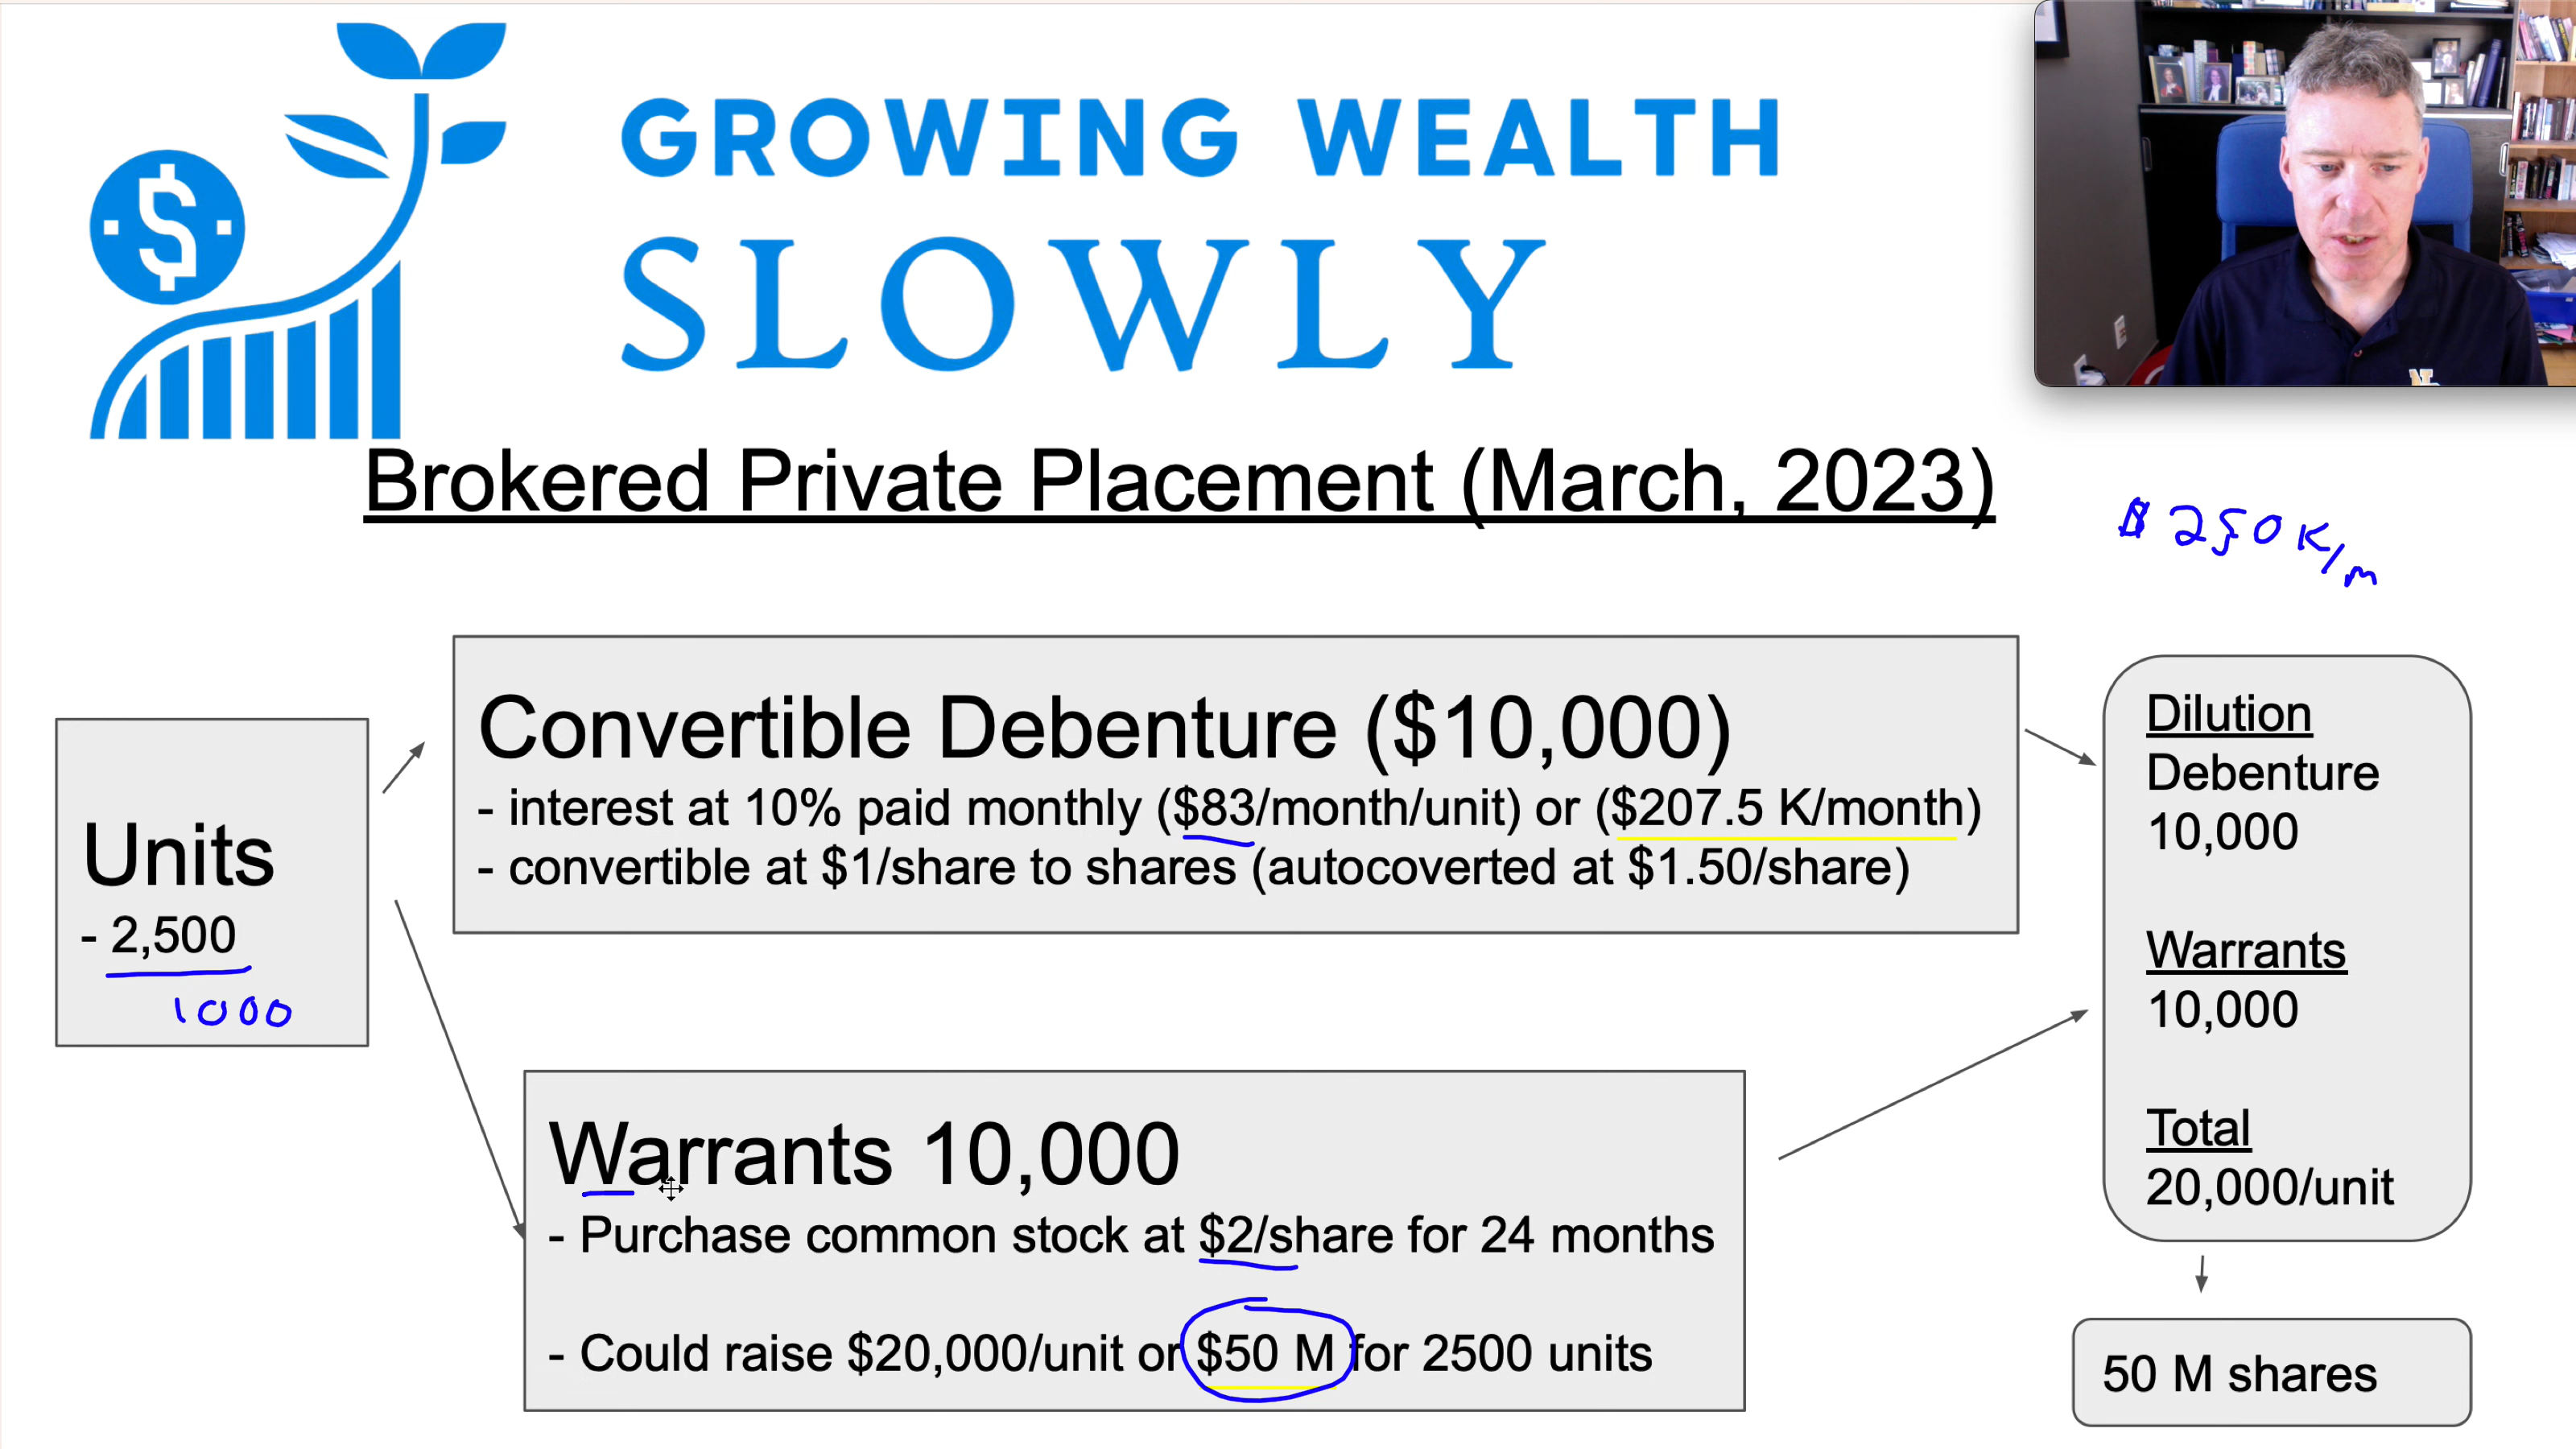 GROWING WEALTH
SLOWLY
Brokered Private Placement (March, 2023)
$250K/m
Units
- 2,500
1000
Convertible Debenture ($10,000)
- interest at 10% paid monthly ($83/month/unit) or ($207.5 K/month)
- convertible at $1/share to shares (autocoverted at $1.50/share)
Warrants 10,000
- Purchase common stock at $2/share for 24 months
- Could raise $20,000/unit or $50 M for 2500 units
Dilution
Debenture
10,000
Warrants
10,000
Total
20,000/unit
50 M shares